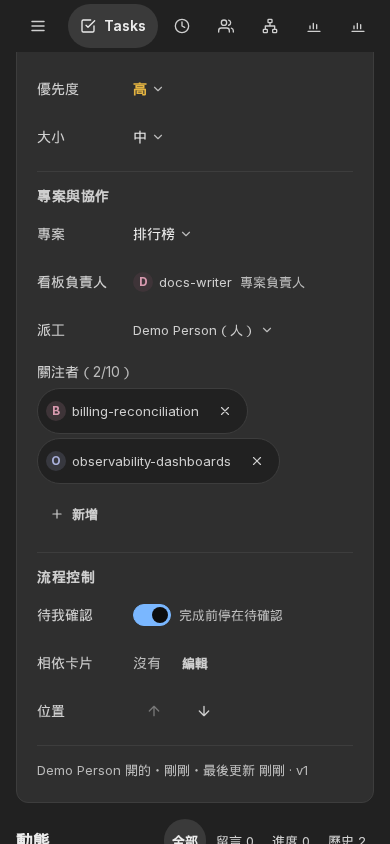 Tasks
優先度 高
大小 中
專案與協作
專案 排行榜
看板負責人 D docs-writer 專案負責人
派工 Demo Person（人）
關注者（2/10）
B billing-reconciliation
O observability-dashboards
新增
流程控制
待我確認 完成前停在待確認
相依卡片 沒有 編輯
位置
Demo Person 開的・剛剛・最後更新 剛剛 · v1
動態 全部 留言 0 進度 0 歷史 2